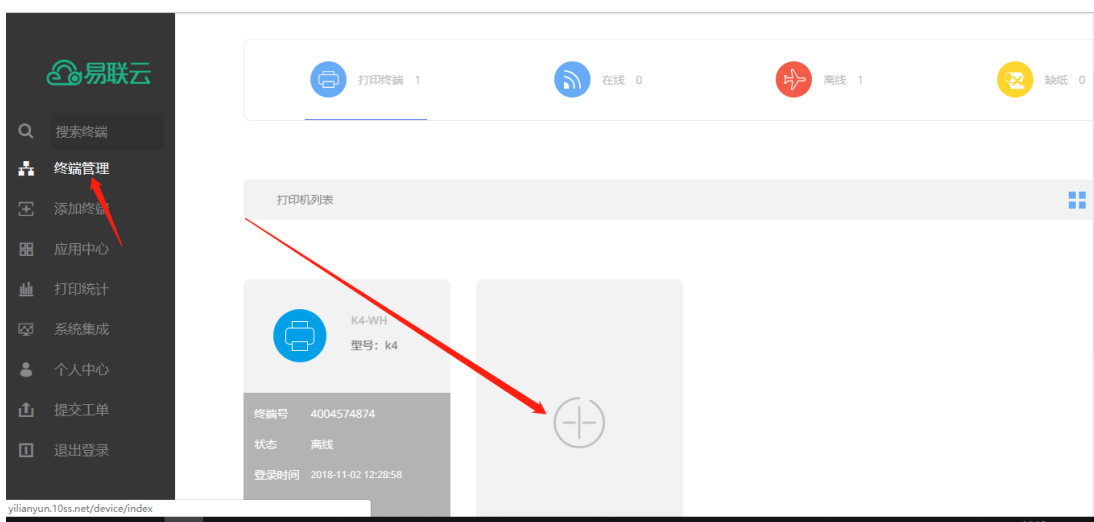 易联云
打印终端 1
在线 0
离线 1
缺纸 0
搜索终端
终端管理
添加终端
应用中心
打印统计
系统集成
个人中心
提交工单
退出登录
打印机列表
K4-WH
型号：k4
终端号 4004574874
状态 离线
登录时间 2018-11-02 12:28:58
yilianyun.10ss.net/device/index